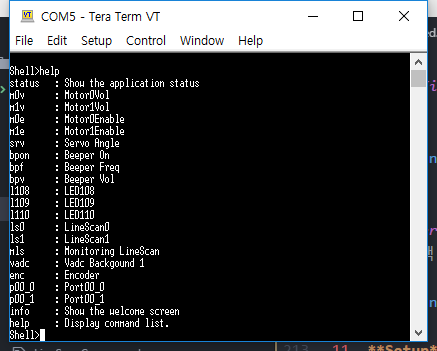 COM5 - Tera Term VT
File Edit Setup Control Window Help
Shell>help
status : Show the application status
m0v : Motor0Vol
m1v : Motor1Vol
m0e : Motor0Enable
m1e : Motor1Enable
srv : Servo Angle
bpon : Beeper On
bpf : Beeper Freq
bpv : Beeper Vol
l108 : LED108
l109 : LED109
l110 : LED110
ls0 : LineScan0
ls1 : LineScan1
mls : Monitoring LineScan
vadc : Vadc Backgound 1
enc : Encoder
p00_0 : Port00_0
p00_1 : Port00_1
info : Show the welcome screen
help : Display command list.
Shell>
213 11. **Setup*